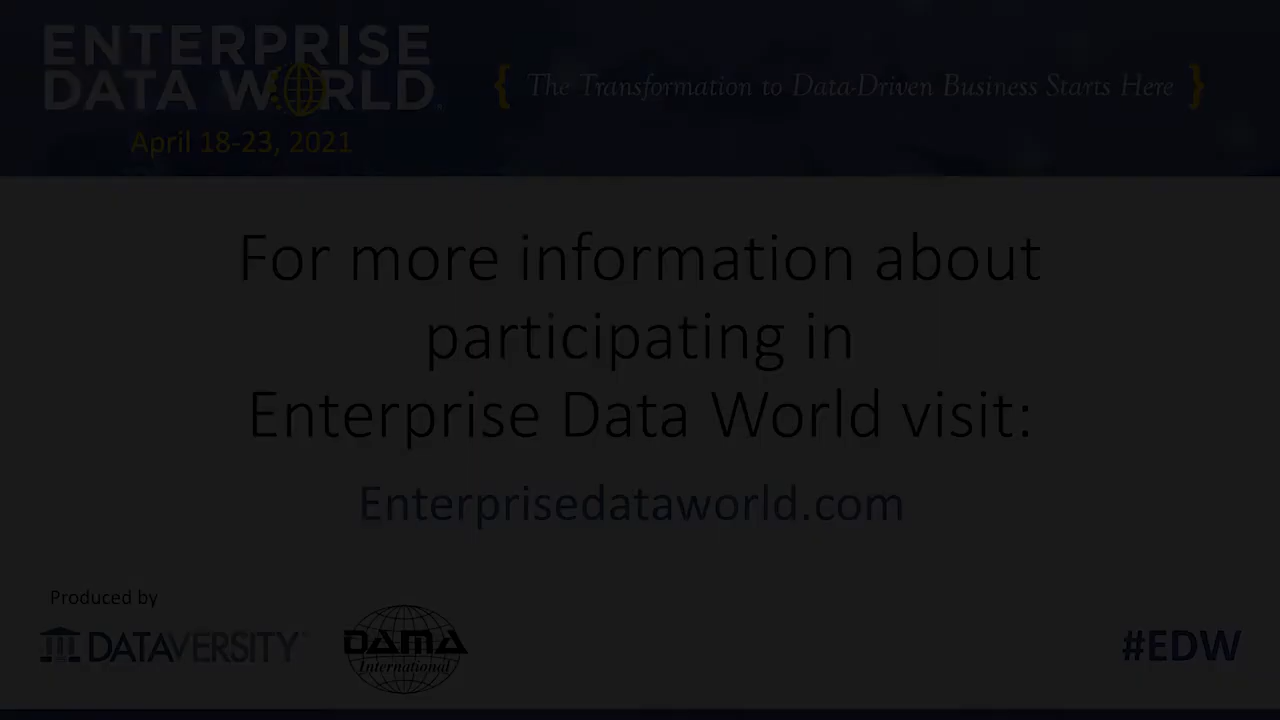 ENTERPRISE
DATA WORLD
April 18-23, 2021
{ The Transformation to Data-Driven Business Starts Here }
For more information about
participating in
Enterprise Data World visit:
Enterprisedataworld.com
Produced by
DATAVERSITY
DAMA
International
#EDW